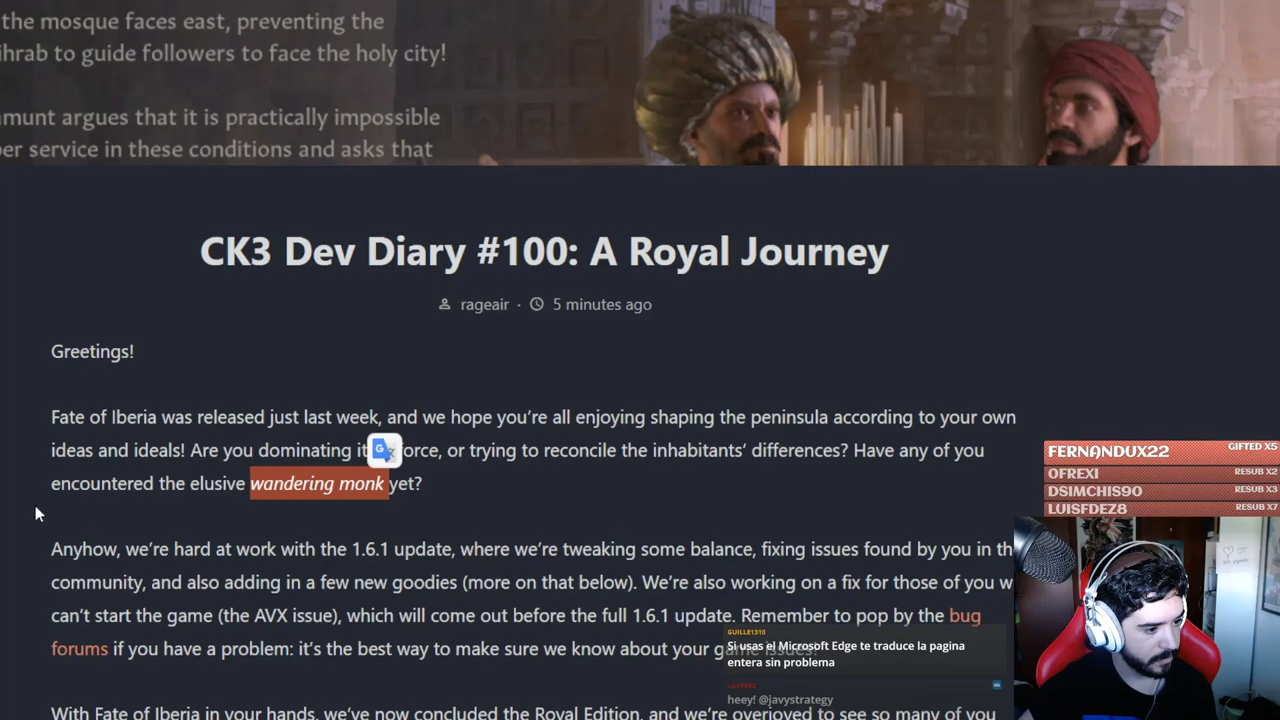 the mosque faces east, preventing the
ihrab to guide followers to face the holy city!
munt argues that it is practically impossible
per service in these conditions and asks that
CK3 Dev Diary #100: A Royal Journey
rageair · 5 minutes ago
Greetings!
Fate of Iberia was released just last week, and we hope you're all enjoying shaping the peninsula according to your own
ideas and ideals! Are you dominating it force, or trying to reconcile the inhabitants' differences? Have any of you
encountered the elusive wandering monk yet?
Anyhow, we're hard at work with the 1.6.1 update, where we're tweaking some balance, fixing issues found by you in th
community, and also adding in a few new goodies (more on that below). We're also working on a fix for those of you w
can't start the game (the AVX issue), which will come out before the full 1.6.1 update. Remember to pop by the bug
forums if you have a problem: it's the best way to make sure we know about your game issues!
With Fate of Iberia in your hands, we've now concluded the Royal Edition, and we're overjoyed to see so many of you
FERNANDUX22 GIFTED X5
OFREXI RESUB X2
DSIMCHIS90 RESUB X3
LUISFDEZ8 RESUB X7
GUILLE1310
Si usas el Microsoft Edge te traduce la pagina
entera sin problema
heey! @javystrategy